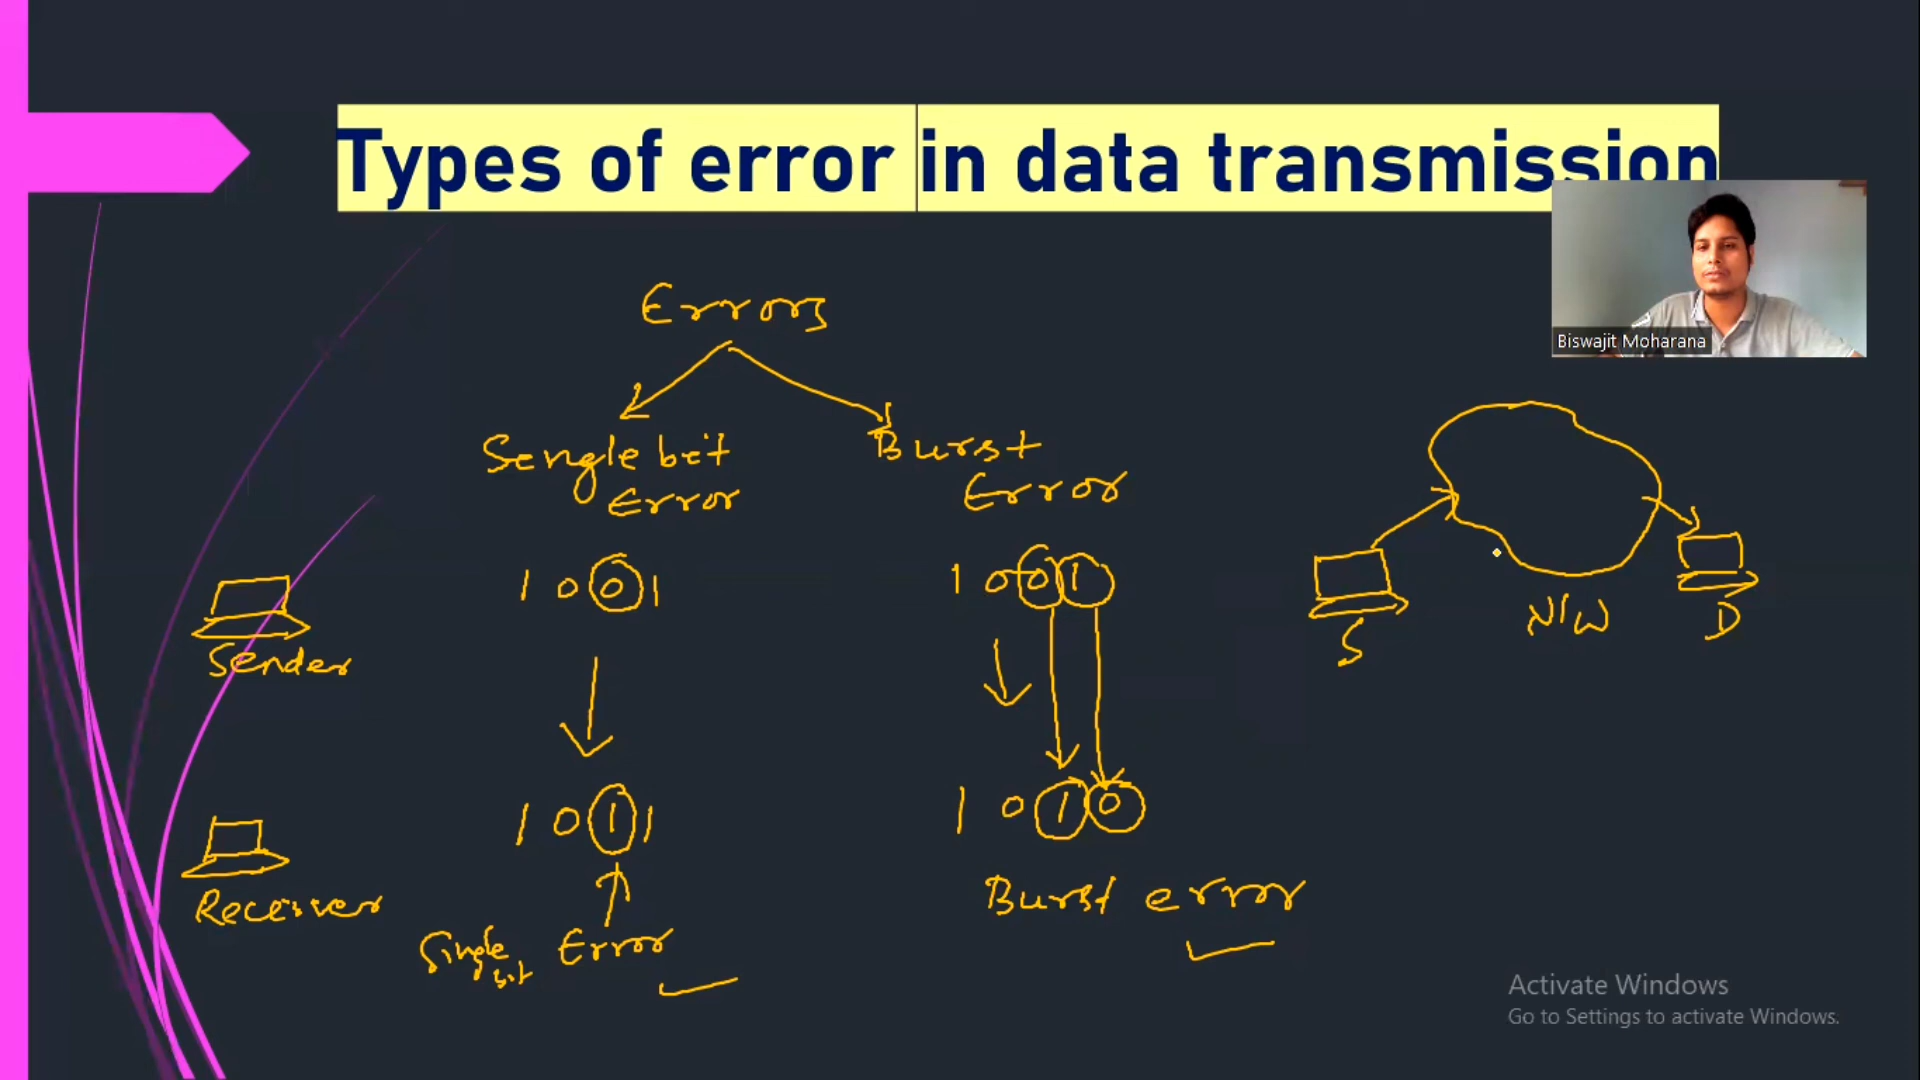 Types of error in data transmission
Biswajit Moharana
Errors
Sengle bit
Error
Burst
Error
1 0 0 1
1 0 0 1
Sender
S
N/W
D
1 0 1 1
1 0 1 0
Receiver
Single bit Error
Burst error
Activate Windows
Go to Settings to activate Windows.